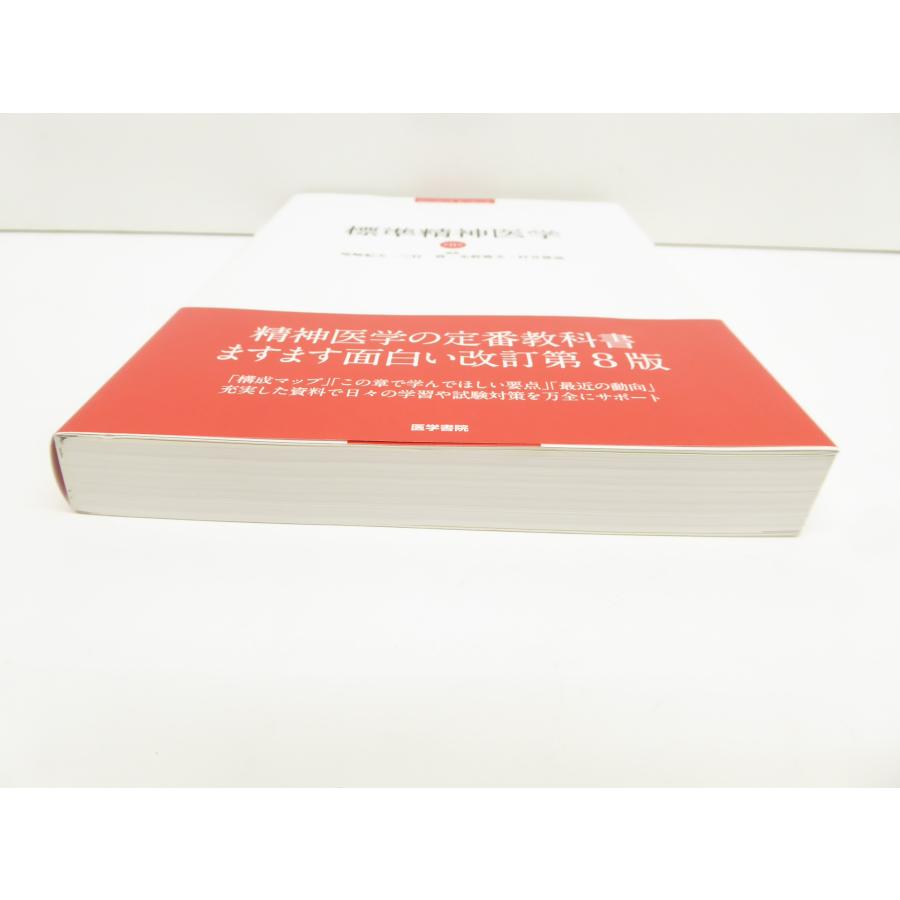 標準精神医学
精神医学の定番教科書
ますます面白い改訂第8版
「構成マップ」「この章で学んでほしい要点」「最近の動向」
充実した資料で日々の学習や試験対策を万全にサポート
医学書院